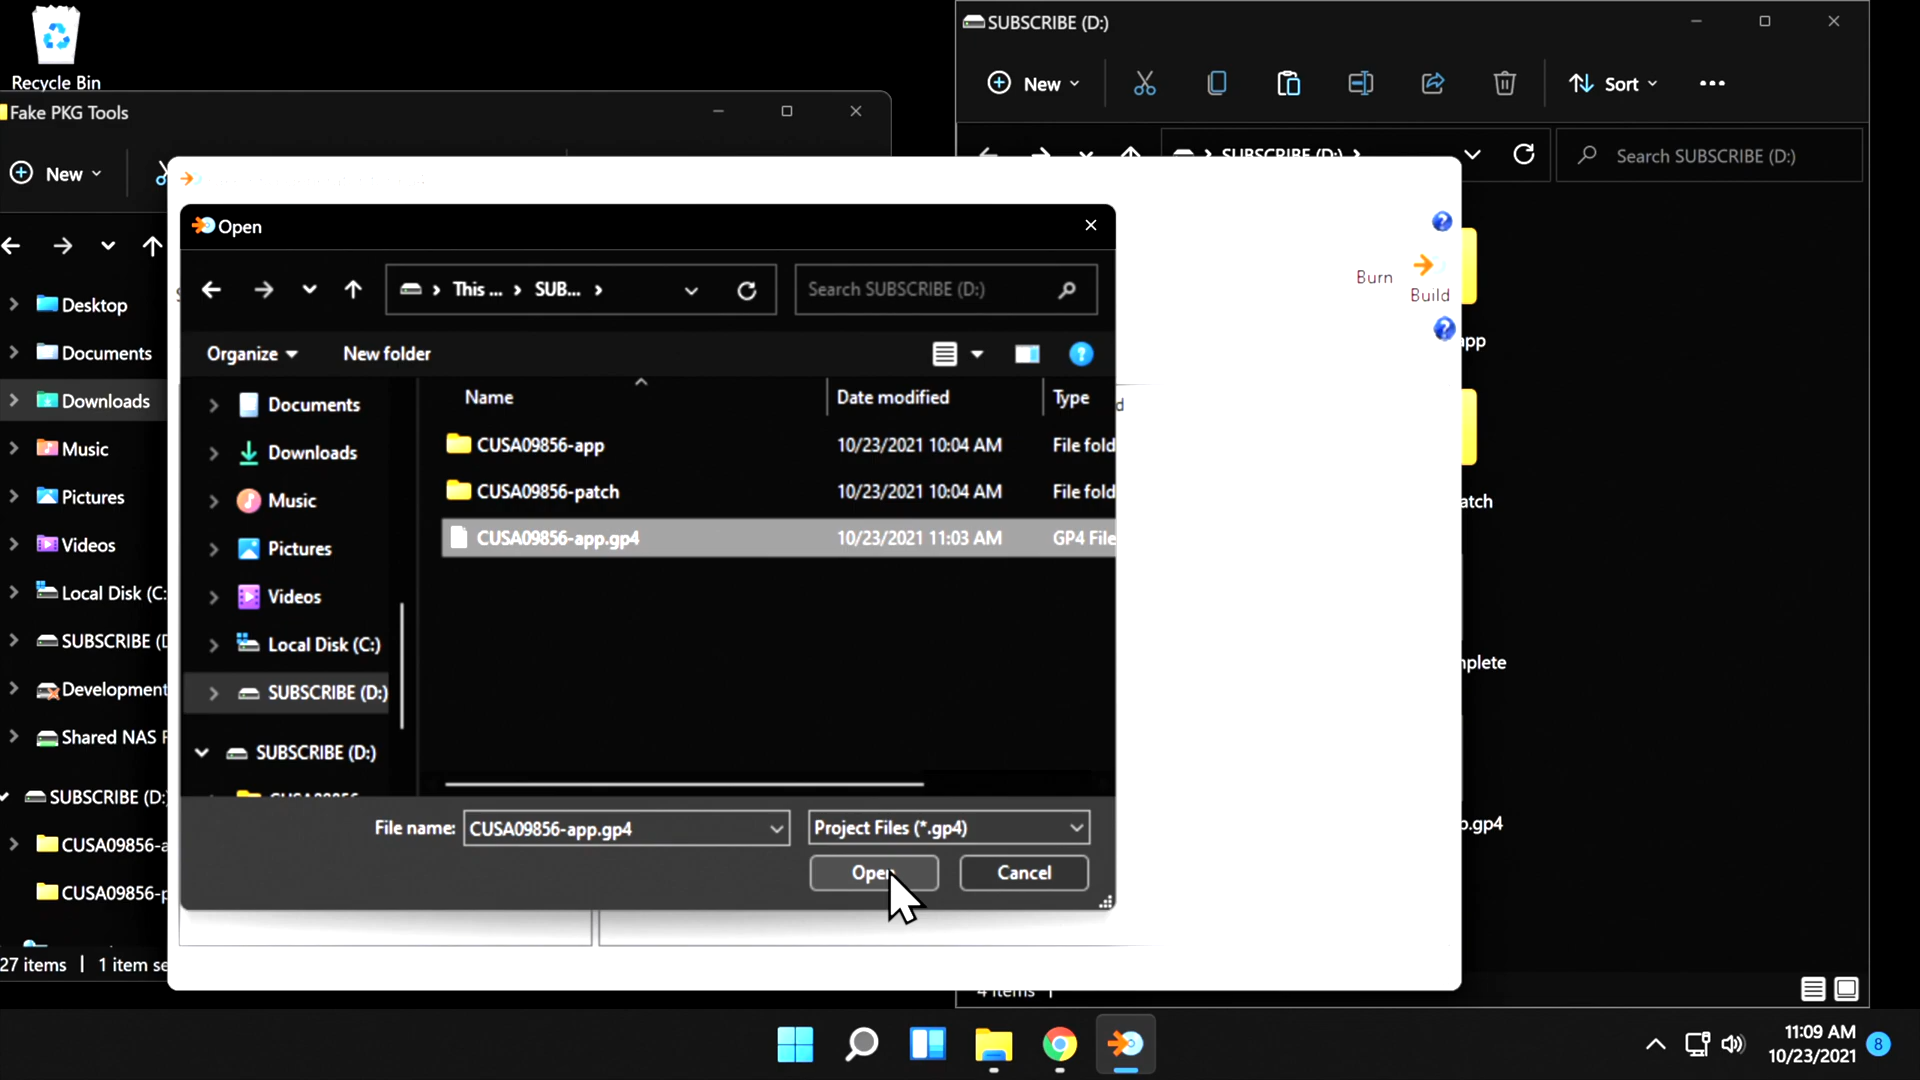 Recycle Bin
Fake PKG Tools
New
Desktop
Documents
Downloads
Music
Pictures
Videos
Local Disk (C:
SUBSCRIBE (D
Development
Shared NAS
SUBSCRIBE (D:)
CUSA09856-a
CUSA09856-p
27 items
1 item se
Open
This ...
SUB...
Search SUBSCRIBE (D:)
Organize
New folder
Documents
Downloads
Music
Pictures
Videos
Local Disk (C:)
SUBSCRIBE (D:)
SUBSCRIBE (D:)
Name Date modified Type
CUSA09856-app 10/23/2021 10:04 AM File fold
CUSA09856-patch 10/23/2021 10:04 AM File fold
CUSA09856-app.gp4 10/23/2021 11:03 AM GP4 File
File name: CUSA09856-app.gp4 Project Files (*.gp4)
Open Cancel
Burn
Build
SUBSCRIBE (D:)
New
Sort
SUBSCRIBE (D:)
Search SUBSCRIBE (D:)
app
atch
mplete
p.gp4
4 items
11:09 AM
10/23/2021
8